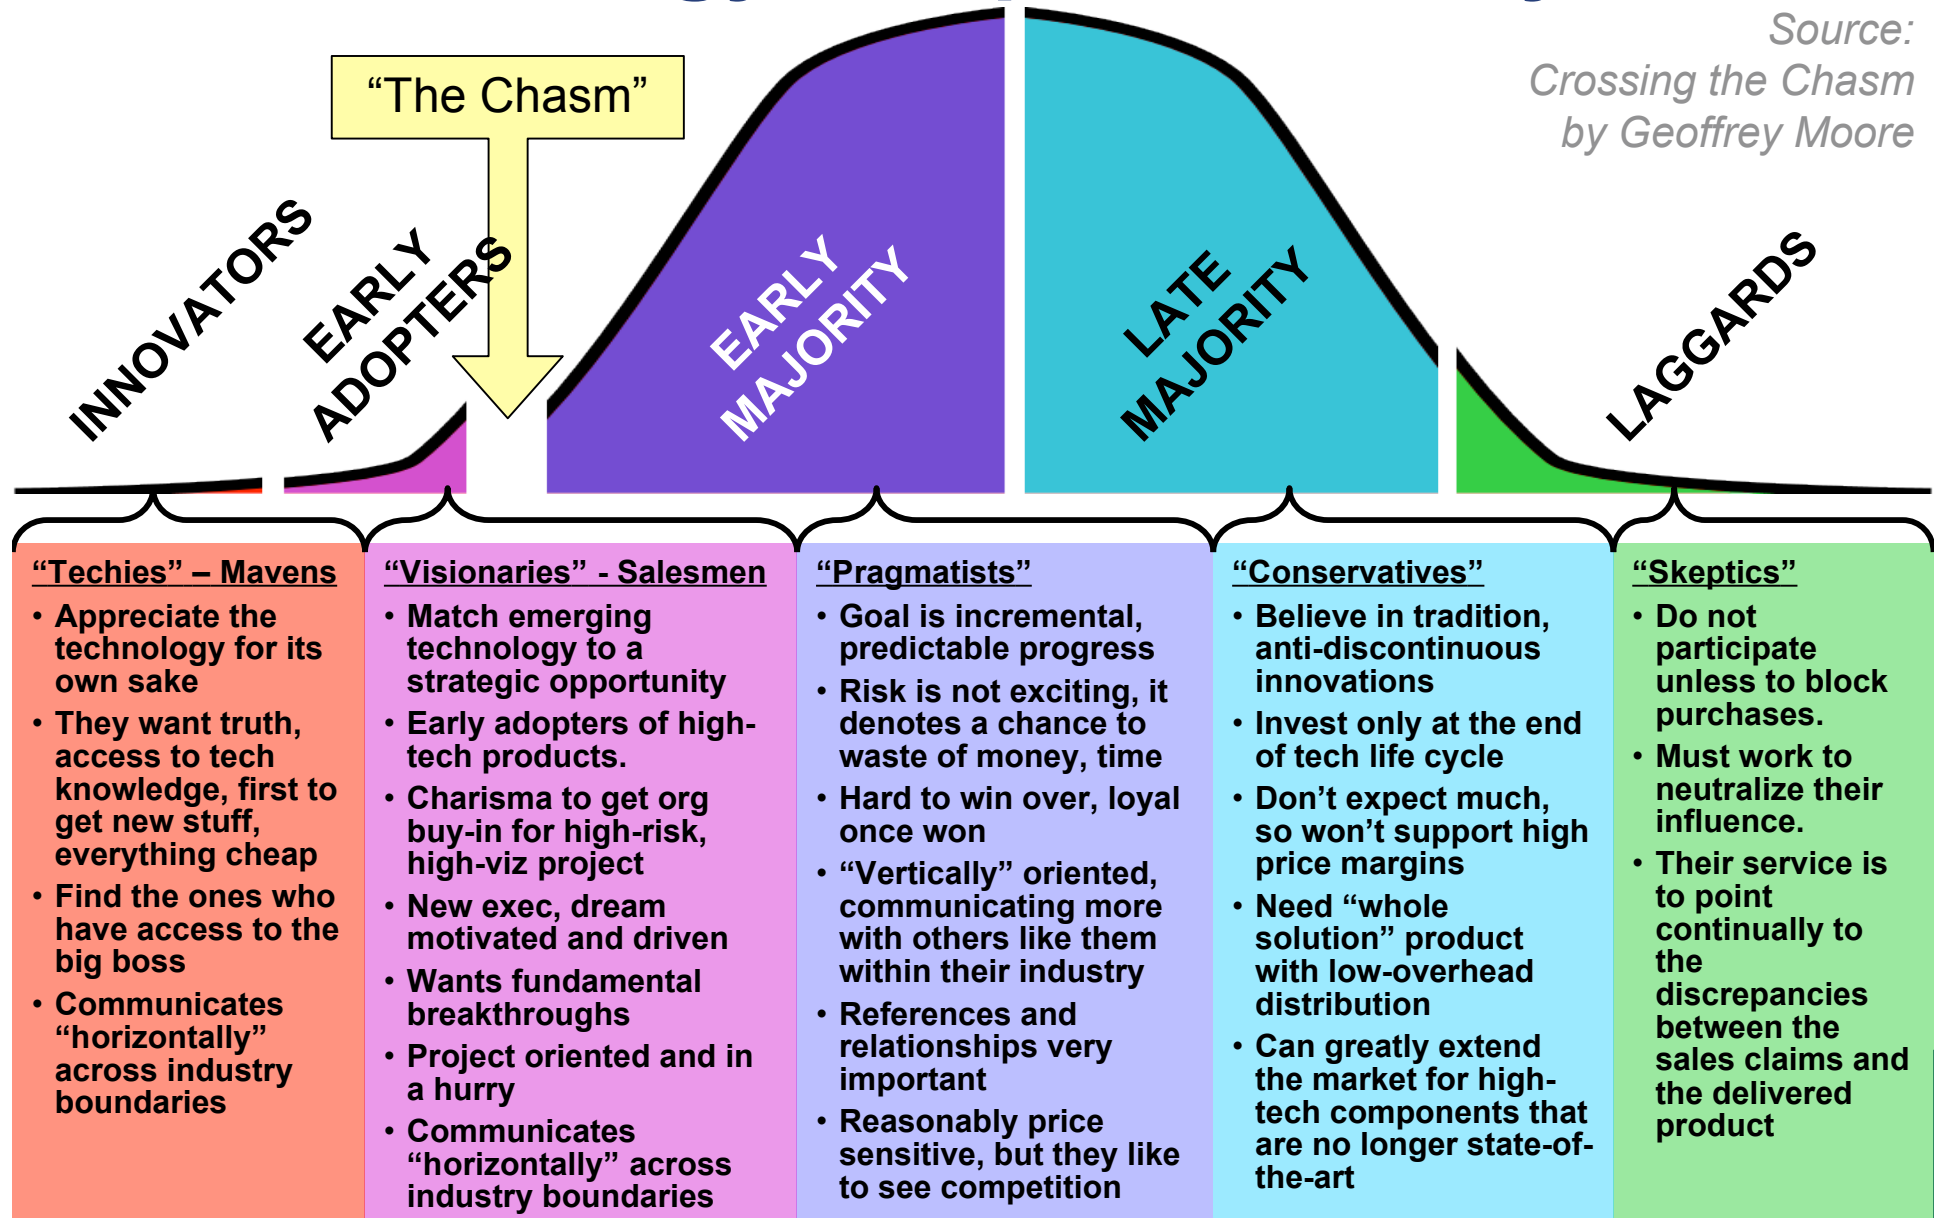 Source:
Crossing the Chasm
by Geoffrey Moore
“The Chasm”
INNOVATORS
EARLY
ADOPTERS
EARLY
MAJORITY
LATE
MAJORITY
LAGGARDS
“Techies” – Mavens
• Appreciate the
technology for its
own sake
• They want truth,
access to tech
knowledge, first to
get new stuff,
everything cheap
• Find the ones who
have access to the
big boss
• Communicates
“horizontally”
across industry
boundaries
“Visionaries” - Salesmen
• Match emerging
technology to a
strategic opportunity
• Early adopters of high-
tech products.
• Charisma to get org
buy-in for high-risk,
high-viz project
• New exec, dream
motivated and driven
• Wants fundamental
breakthroughs
• Project oriented and in
a hurry
• Communicates
“horizontally” across
industry boundaries
“Pragmatists”
• Goal is incremental,
predictable progress
• Risk is not exciting, it
denotes a chance to
waste of money, time
• Hard to win over, loyal
once won
• “Vertically” oriented,
communicating more
with others like them
within their industry
• References and
relationships very
important
• Reasonably price
sensitive, but they like
to see competition
“Conservatives”
• Believe in tradition,
anti-discontinuous
innovations
• Invest only at the end
of tech life cycle
• Don’t expect much,
so won’t support high
price margins
• Need “whole
solution” product
with low-overhead
distribution
• Can greatly extend
the market for high-
tech components that
are no longer state-of-
the-art
“Skeptics”
• Do not
participate
unless to block
purchases.
• Must work to
neutralize their
influence.
• Their service is
to point
continually to
the
discrepancies
between the
sales claims and
the delivered
product